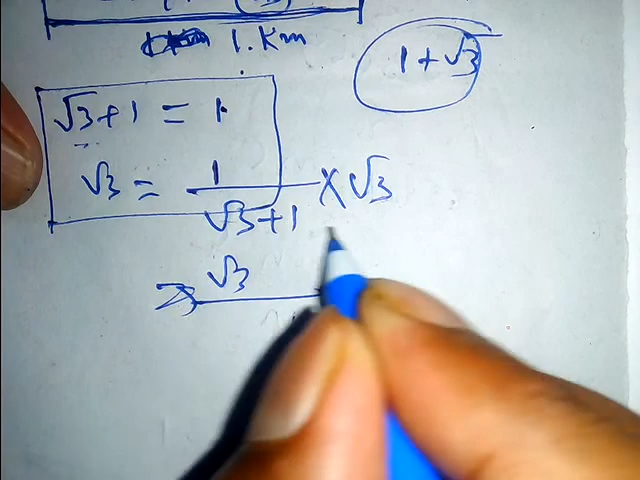 1.Km
1+√3
√3+1 = 1
√3 = 1/(√3+1) × √3
⇒ √3